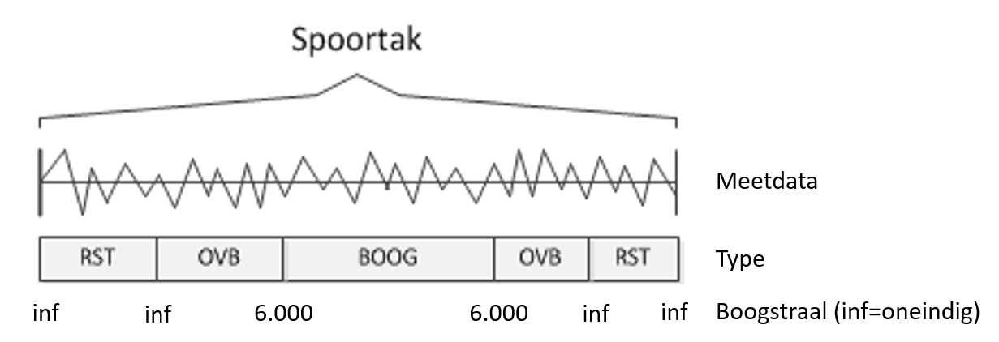 Spoortak
Meetdata
RST OVB BOOG OVB RST Type
inf inf 6.000 6.000 inf inf Boogstraal (inf=oneindig)